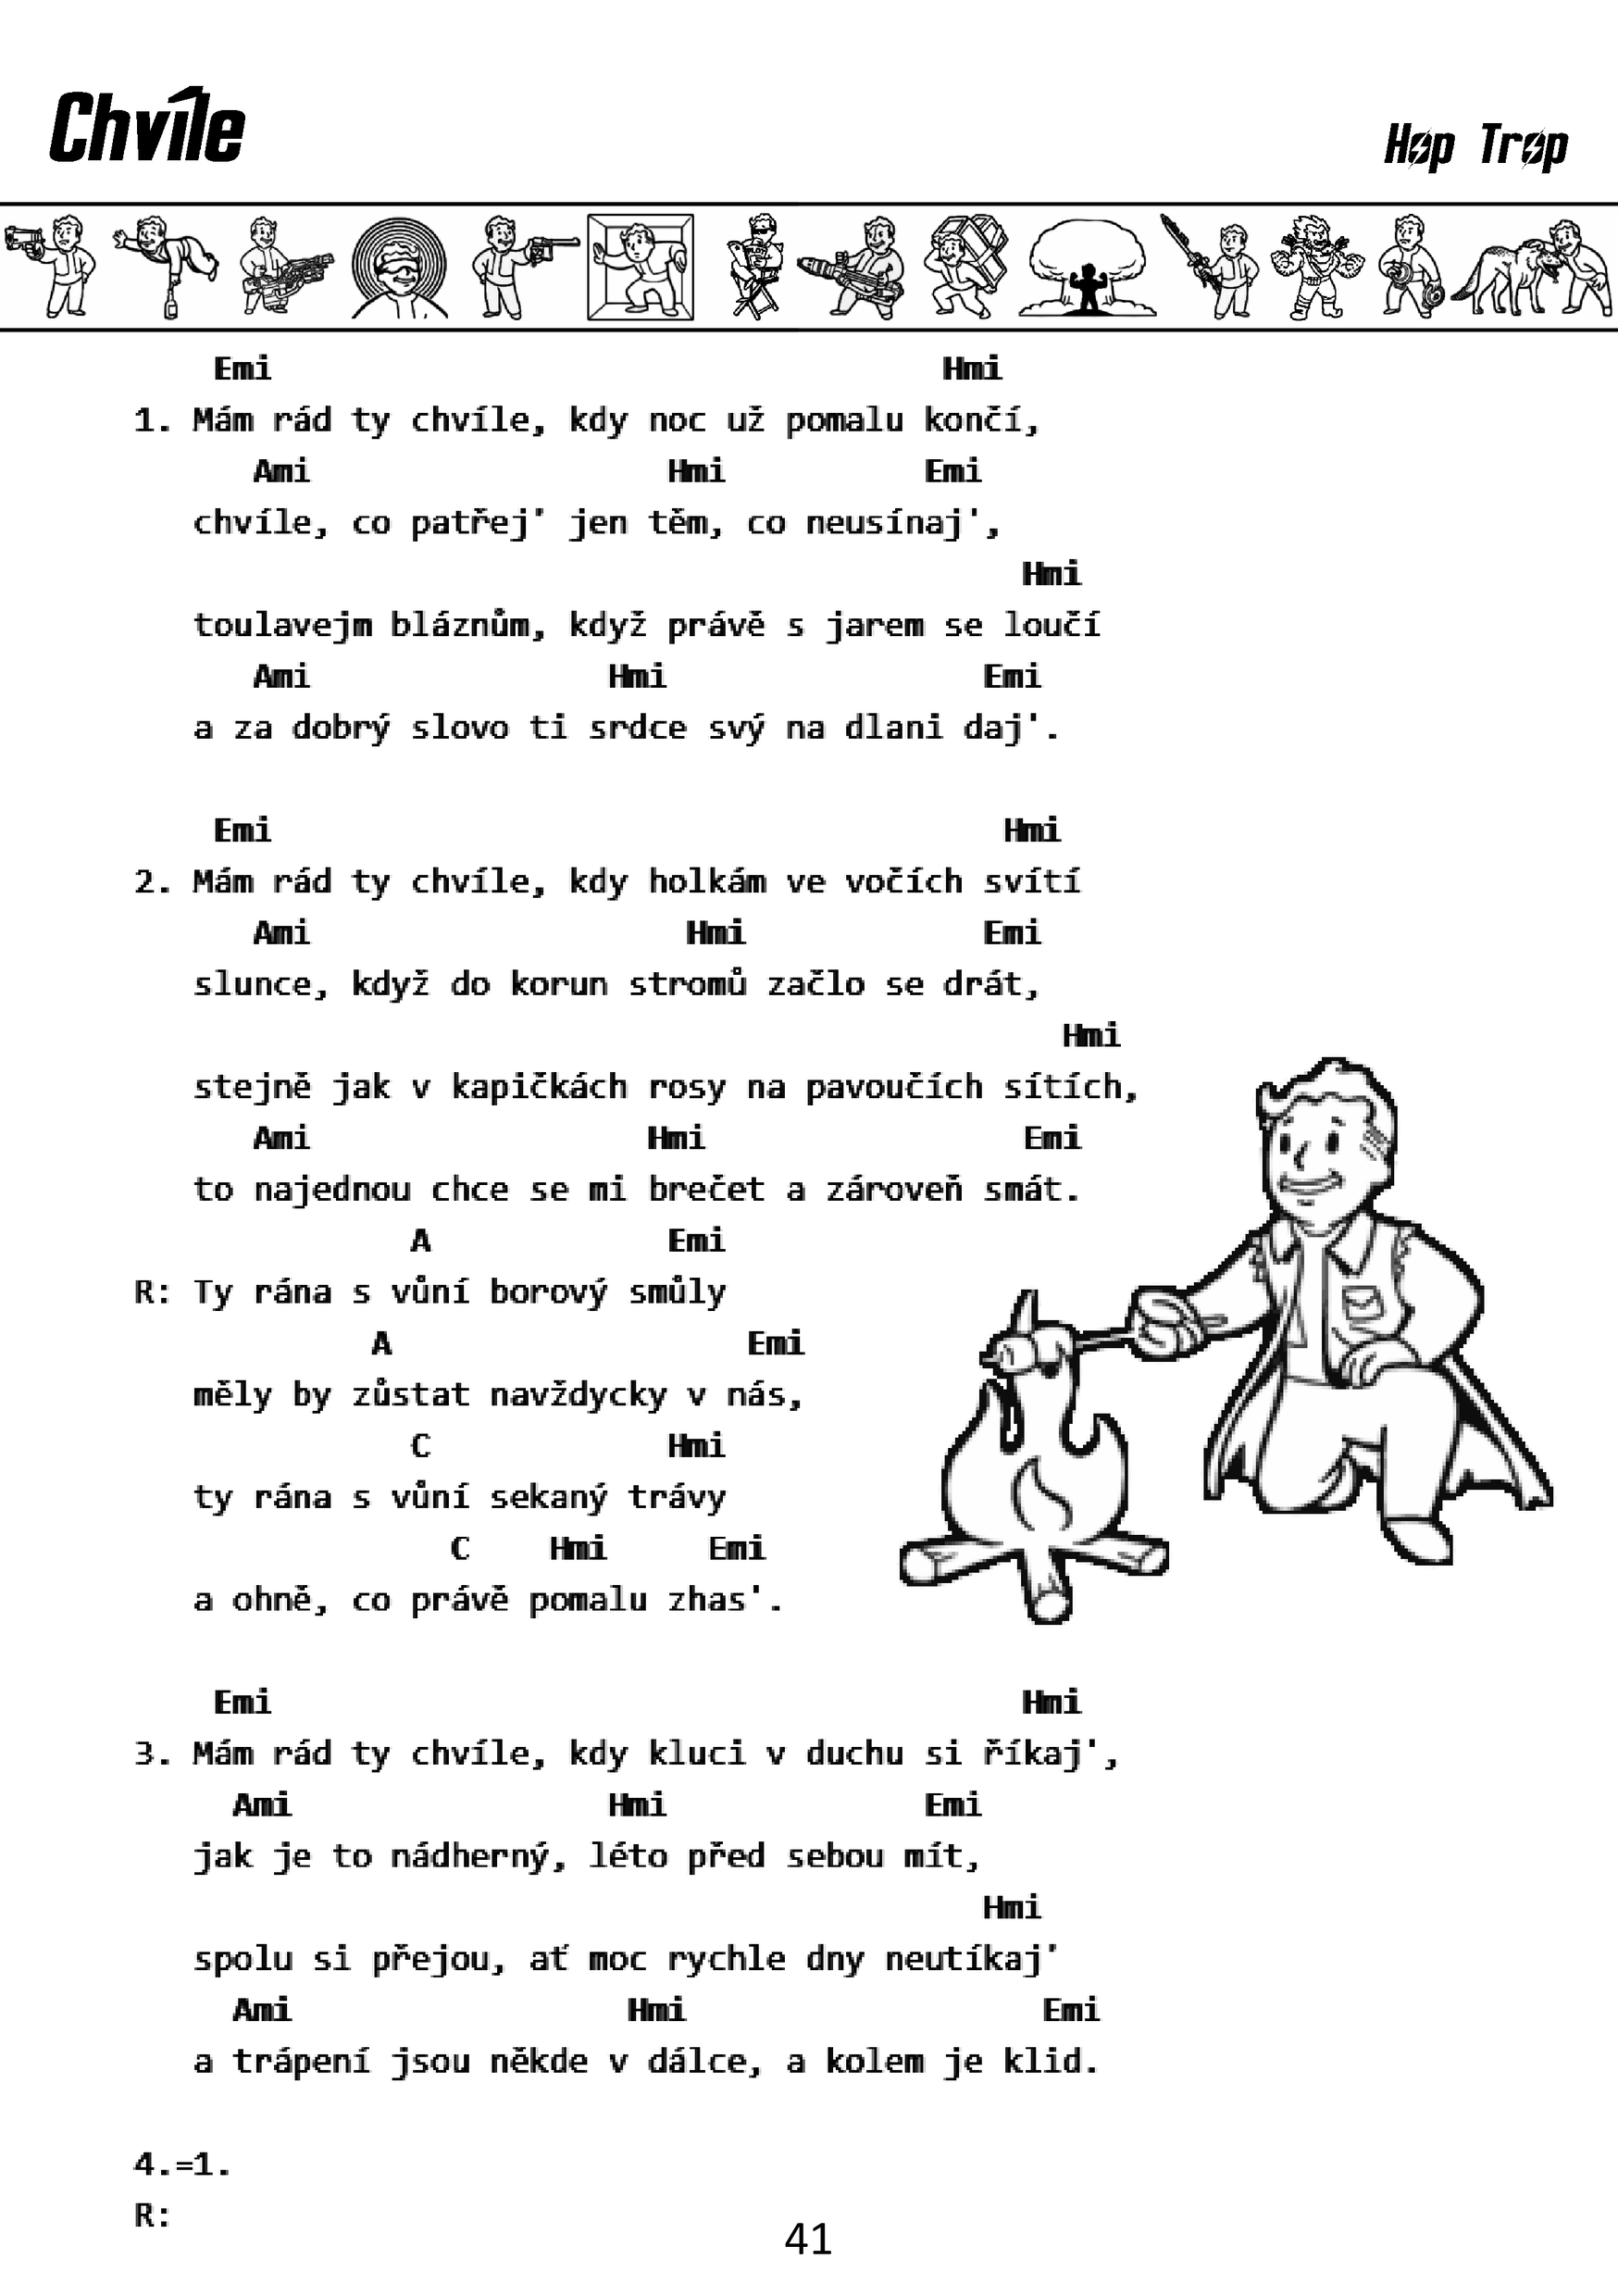 Chvíle
Hop Trop
Emi Hmi
1. Mám rád ty chvíle, kdy noc už pomalu končí,
Ami Hmi Emi
chvíle, co patřej' jen těm, co neusínaj',
Hmi
toulavejm bláznům, když právě s jarem se loučí
Ami Hmi Emi
a za dobrý slovo ti srdce svý na dlani daj'.
Emi Hmi
2. Mám rád ty chvíle, kdy holkám ve vočích svítí
Ami Hmi Emi
slunce, když do korun stromů začlo se drát,
Hmi
stejně jak v kapičkách rosy na pavoučích sítích,
Ami Hmi Emi
to najednou chce se mi brečet a zároveň smát.
A Emi
R: Ty rána s vůní borový smůly
A Emi
měly by zůstat navždycky v nás,
C Hmi
ty rána s vůní sekaný trávy
C Hmi Emi
a ohně, co právě pomalu zhas'.
Emi Hmi
3. Mám rád ty chvíle, kdy kluci v duchu si říkaj',
Ami Hmi Emi
jak je to nádherný, léto před sebou mít,
Hmi
spolu si přejou, ať moc rychle dny neutíkaj'
Ami Hmi Emi
a trápení jsou někde v dálce, a kolem je klid.
4.=1.
R:
41